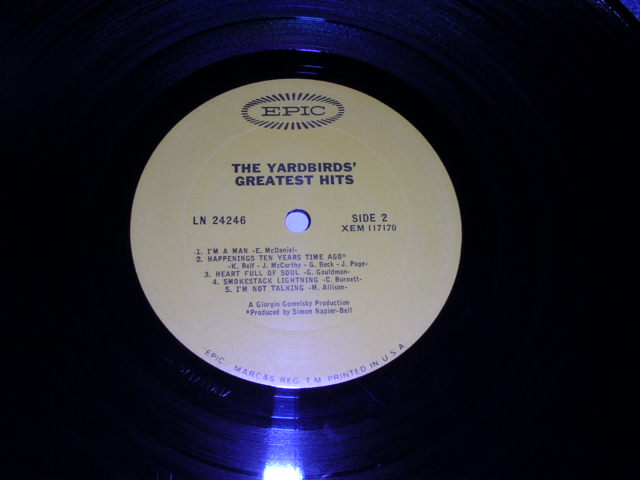 EPIC
THE YARDBIRDS'
GREATEST HITS
LN 24246
SIDE 2
XEM 117170
1. I'M A MAN -E. McDaniel-
2. HAPPENINGS TEN YEARS TIME AGO*
-K. Relf - J. McCarthy - G. Beck - J. Page-
3. HEART FULL OF SOUL -G. Gouldman-
4. SMOKESTACK LIGHTNING -C. Burnett-
5. I'M NOT TALKING -M. Allison-
A Giorgio Gomelsky Production
*Produced by Simon Napier-Bell
EPIC. MARCAS REG. T.M. PRINTED IN U.S.A.